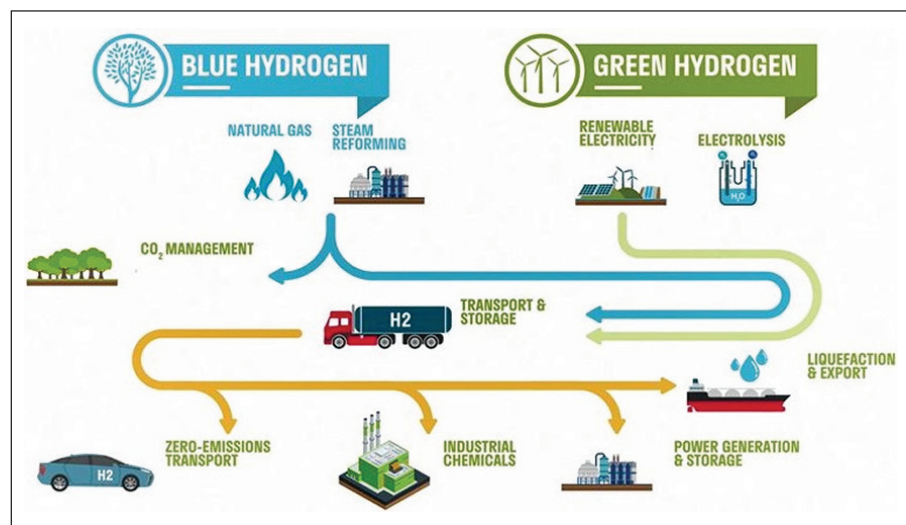 BLUE HYDROGEN
GREEN HYDROGEN
NATURAL GAS
STEAM
REFORMING
RENEWABLE
ELECTRICITY
ELECTROLYSIS
H₂O
CO₂ MANAGEMENT
H2
TRANSPORT &
STORAGE
LIQUEFACTION
& EXPORT
ZERO-EMISSIONS
TRANSPORT
H2
INDUSTRIAL
CHEMICALS
POWER GENERATION
& STORAGE